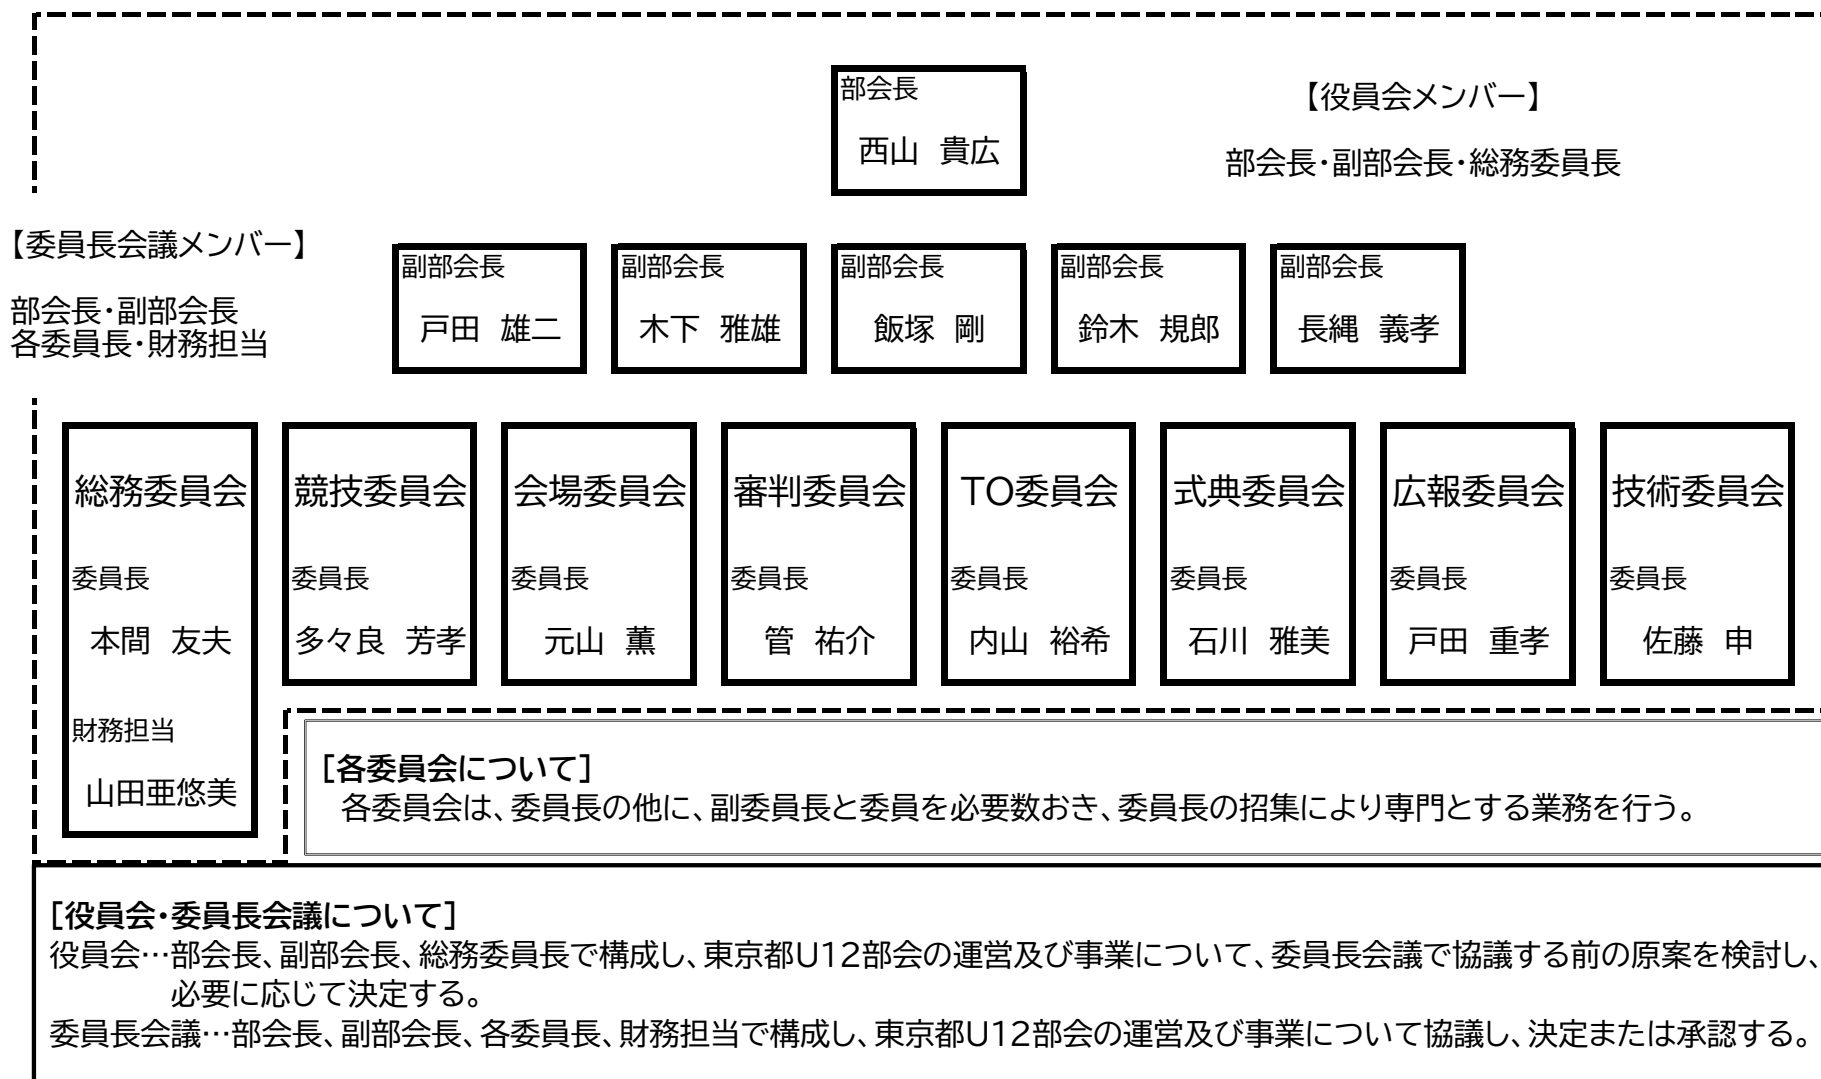 部会長
西山 貴広
【役員会メンバー】
部会長・副部会長・総務委員長
【委員長会議メンバー】
部会長・副部会長
各委員長・財務担当
副部会長
戸田 雄二
副部会長
木下 雅雄
副部会長
飯塚 剛
副部会長
鈴木 規郎
副部会長
長縄 義孝
総務委員会
委員長
本間 友夫
財務担当
山田亜悠美
競技委員会
委員長
多々良 芳孝
会場委員会
委員長
元山 薫
審判委員会
委員長
管 祐介
TO委員会
委員長
内山 裕希
式典委員会
委員長
石川 雅美
広報委員会
委員長
戸田 重孝
技術委員会
委員長
佐藤 申
[各委員会について]
各委員会は、委員長の他に、副委員長と委員を必要数おき、委員長の招集により専門とする業務を行う。
[役員会・委員長会議について]
役員会…部会長、副部会長、総務委員長で構成し、東京都U12部会の運営及び事業について、委員長会議で協議する前の原案を検討し、
必要に応じて決定する。
委員長会議…部会長、副部会長、各委員長、財務担当で構成し、東京都U12部会の運営及び事業について協議し、決定または承認する。